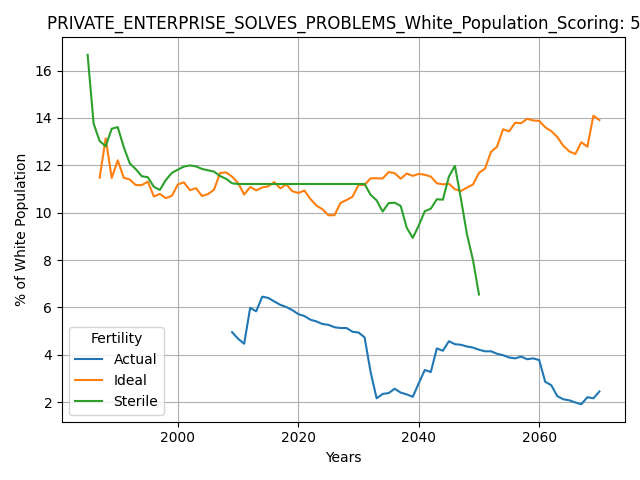 PRIVATE_ENTERPRISE_SOLVES_PROBLEMS_White_Population_Scoring: 5
% of White Population
16
14
12
10
8
6
4
2
Fertility
Actual
Ideal
Sterile
2000
2020
2040
2060
Years